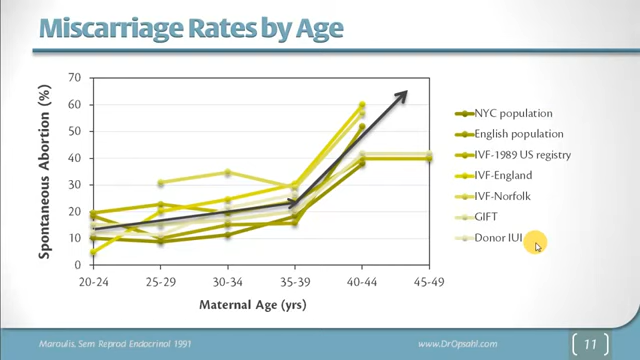 Miscarriage Rates by Age
Spontaneous Abortion (%)
70
60
50
40
30
20
10
0
20-24 25-29 30-34 35-39 40-44 45-49
Maternal Age (yrs)
NYC population
English population
IVF-1989 US registry
IVF-England
IVF-Norfolk
GIFT
Donor IUI
Maroulis, Sem Reprod Endocrinol 1991
www.DrOpsahl.com
11